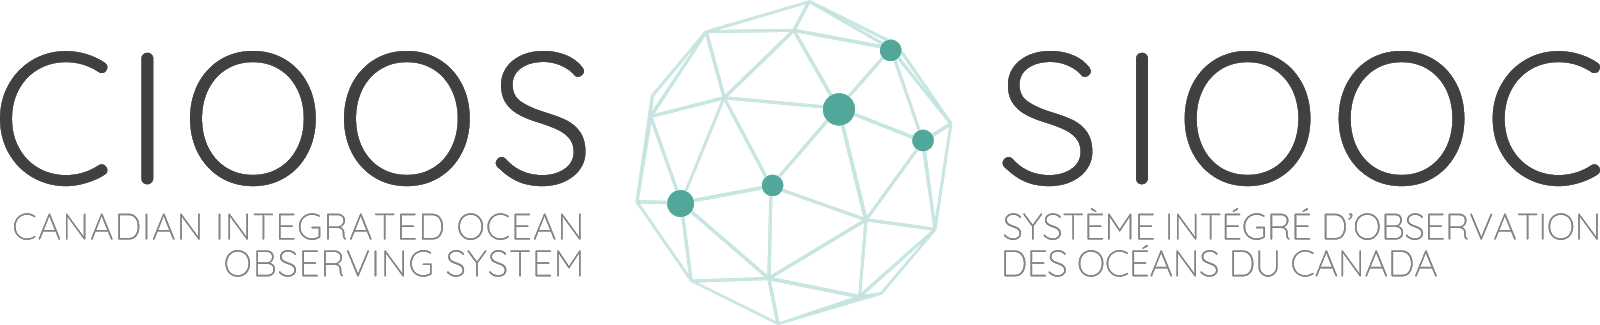 CIOOS
CANADIAN INTEGRATED OCEAN
OBSERVING SYSTEM
SIOOC
SYSTÈME INTÉGRÉ D'OBSERVATION
DES OCÉANS DU CANADA